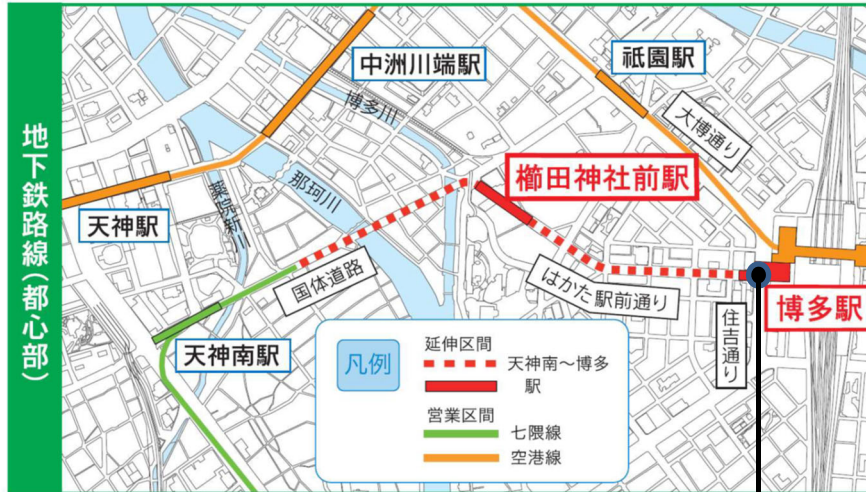 地下鉄路線(都心部)
中洲川端駅
祇園駅
博多川
大博通り
櫛田神社前駅
那珂川
天神駅
薬院新川
国体道路
はかた駅前通り
博多駅
住吉通り
天神南駅
凡例
延伸区間
天神南～博多
駅
営業区間
七隈線
空港線